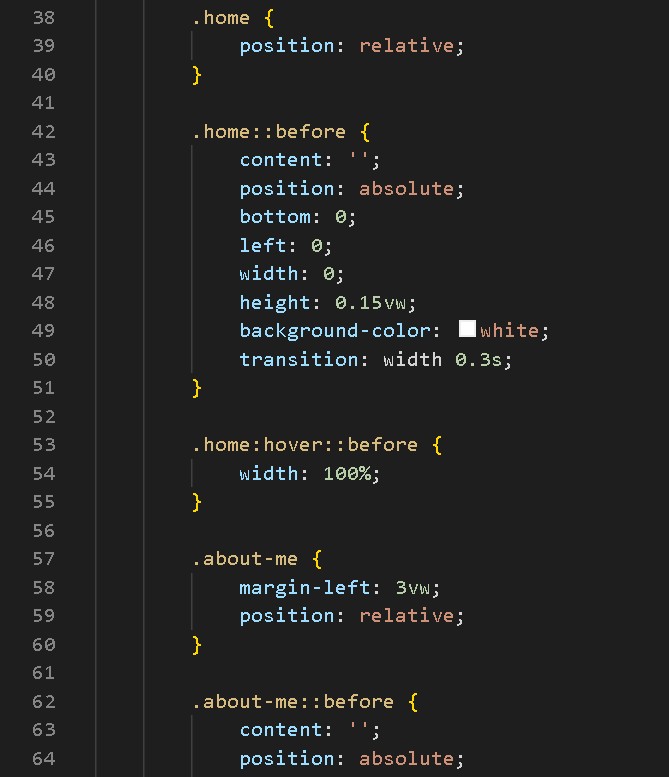 38 .home {
39 position: relative;
40 }
41
42 .home::before {
43 content: '';
44 position: absolute;
45 bottom: 0;
46 left: 0;
47 width: 0;
48 height: 0.15vw;
49 background-color: white;
50 transition: width 0.3s;
51 }
52
53 .home:hover::before {
54 width: 100%;
55 }
56
57 .about-me {
58 margin-left: 3vw;
59 position: relative;
60 }
61
62 .about-me::before {
63 content: '';
64 position: absolute;